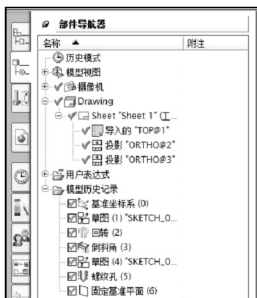 部件导航器
名称 附注
历史模式
模型视图
摄像机
Drawing
Sheet "Sheet 1" (工...
导入的 "TOP@1"
投影 "ORTHO@2"
投影 "ORTHO@3"
用户表达式
模型历史记录
基准坐标系 (0)
草图 (1) "SKETCH_0...
回转 (2)
倒斜角 (3)
草图 (4) "SKETCH_0...
螺纹孔 (5)
固定基准平面 (6)